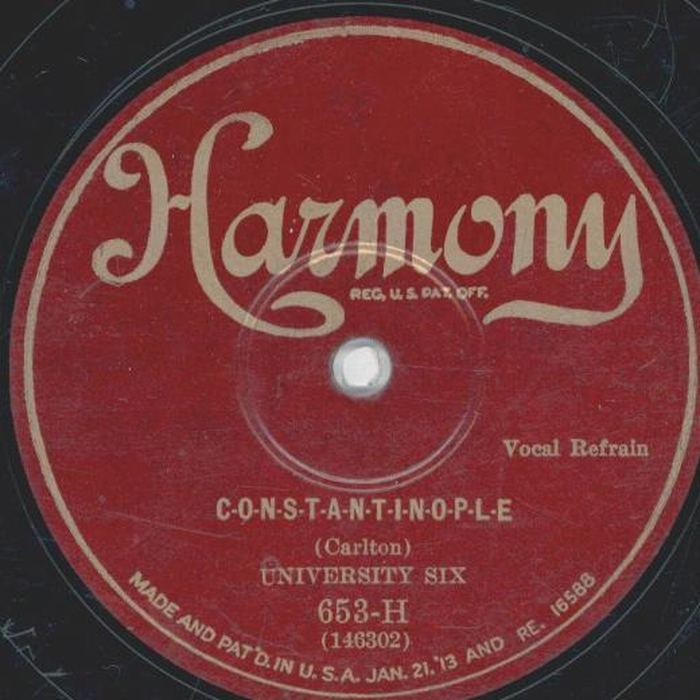 Harmony
REG. U. S. PAT. OFF.
Vocal Refrain
C-O-N-S-T-A-N-T-I-N-O-P-L-E
(Carlton)
UNIVERSITY SIX
653-H
(146302)
MADE AND PAT'D. IN U. S. A. JAN. 21. '13 AND RE. 16588